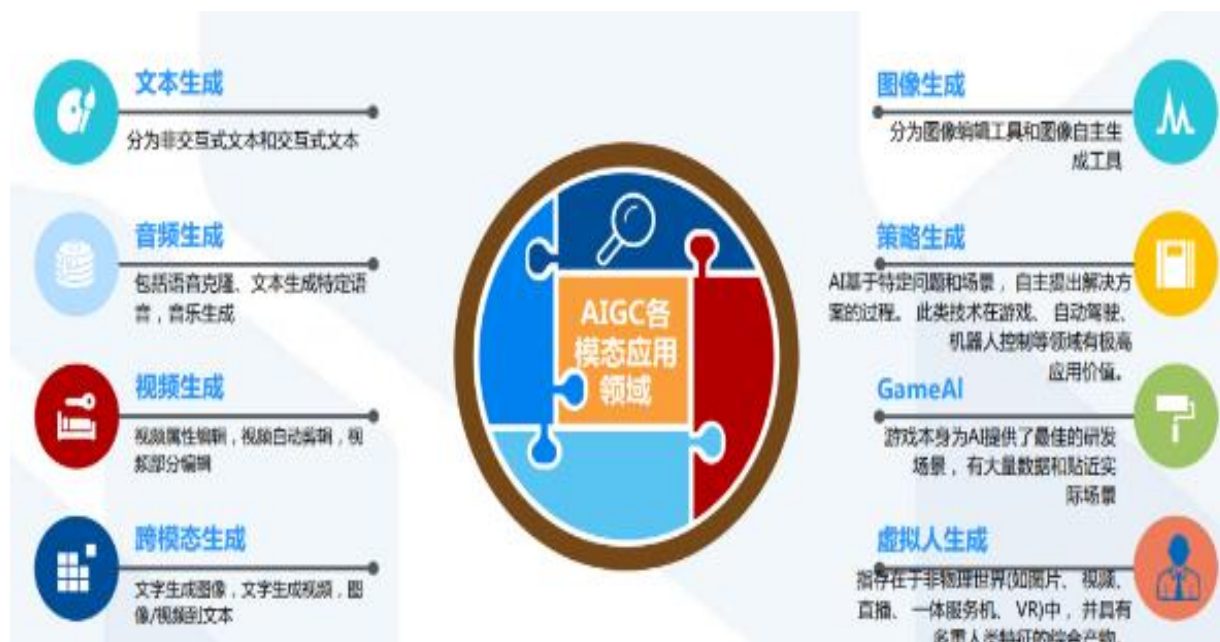 文本生成
分为非交互式文本和交互式文本
音频生成
包括语音克隆、文本生成特定语
音，音乐生成
视频生成
视频属性编辑，视频自动剪辑，视
频部分编辑
跨模态生成
文字生成图像，文字生成视频，图
像/视频到文本
AIGC各
模态应用
领域
图像生成
分为图像编辑工具和图像自主生
成工具
策略生成
AI基于特定问题和场景，自主提出解决方
案的过程。 此类技术在游戏、 自动驾驶、
机器人控制等领域有极高
应用价值。
GameAI
游戏本身为AI提供了最佳的研发
场景，有大量数据和贴近实
际场景
虚拟人生成
指存在于非物理世界(如图片、 视频、
直播、 一体服务机、 VR)中，并具有
多重人类特征的综合产物